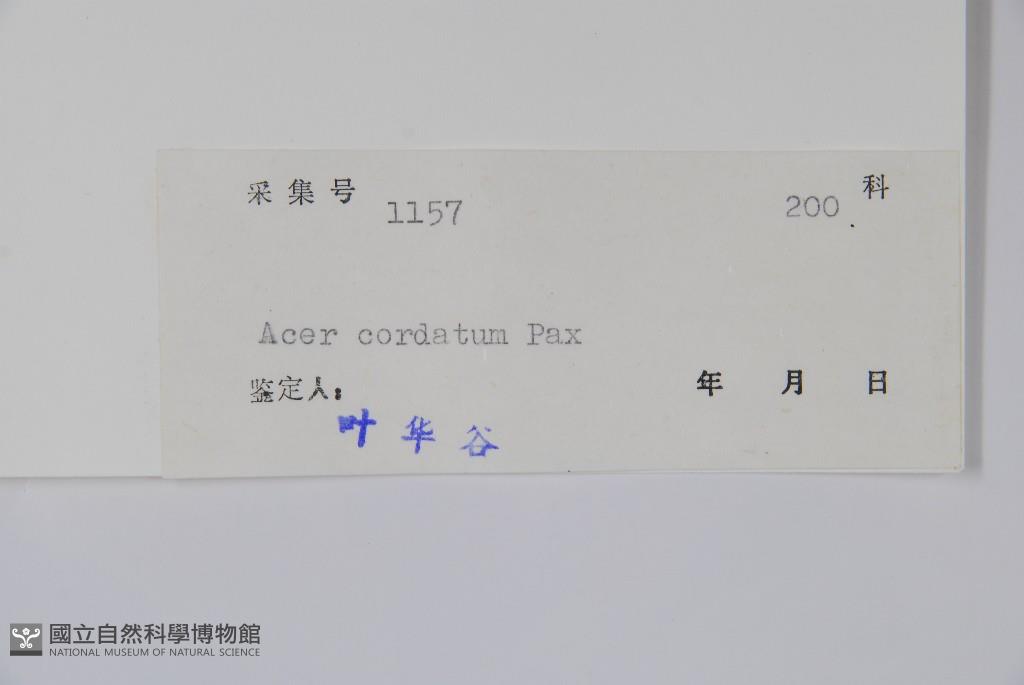 采集号 1157 200 科
Acer cordatum Pax
鉴定人: 年 月 日
叶华谷
國立自然科學博物館
NATIONAL MUSEUM OF NATURAL SCIENCE